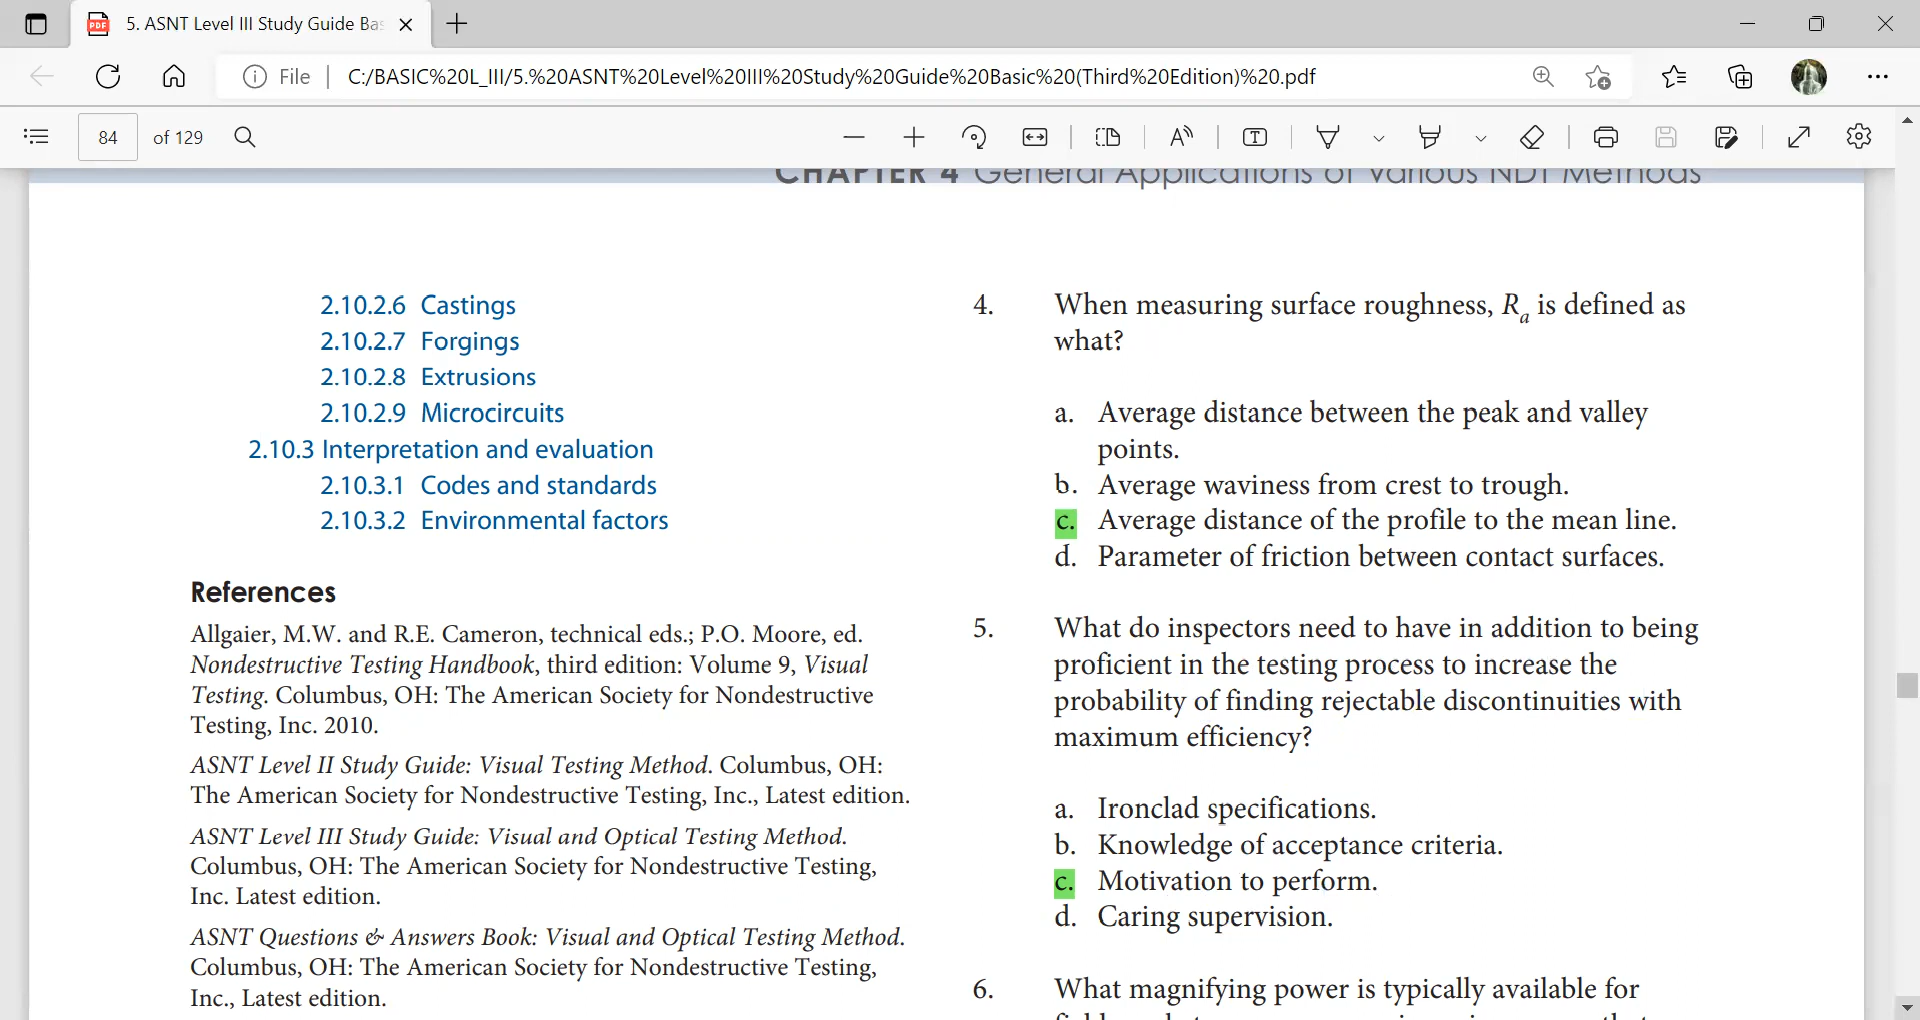 5. ASNT Level III Study Guide Bas
File
C:/BASIC%20L_III/5.%20ASNT%20Level%20III%20Study%20Guide%20Basic%20(Third%20Edition)%20.pdf
84 of 129
CHAPTER 4 General Applications of Various NDT Methods
2.10.2.6 Castings
2.10.2.7 Forgings
2.10.2.8 Extrusions
2.10.2.9 Microcircuits
2.10.3 Interpretation and evaluation
2.10.3.1 Codes and standards
2.10.3.2 Environmental factors
References
Allgaier, M.W. and R.E. Cameron, technical eds.; P.O. Moore, ed.
Nondestructive Testing Handbook, third edition: Volume 9, Visual
Testing. Columbus, OH: The American Society for Nondestructive
Testing, Inc. 2010.
ASNT Level II Study Guide: Visual Testing Method. Columbus, OH:
The American Society for Nondestructive Testing, Inc., Latest edition.
ASNT Level III Study Guide: Visual and Optical Testing Method.
Columbus, OH: The American Society for Nondestructive Testing,
Inc. Latest edition.
ASNT Questions & Answers Book: Visual and Optical Testing Method.
Columbus, OH: The American Society for Nondestructive Testing,
Inc., Latest edition.
4. When measuring surface roughness, Ra is defined as
what?
a. Average distance between the peak and valley
points.
b. Average waviness from crest to trough.
c. Average distance of the profile to the mean line.
d. Parameter of friction between contact surfaces.
5. What do inspectors need to have in addition to being
proficient in the testing process to increase the
probability of finding rejectable discontinuities with
maximum efficiency?
a. Ironclad specifications.
b. Knowledge of acceptance criteria.
c. Motivation to perform.
d. Caring supervision.
6. What magnifying power is typically available for